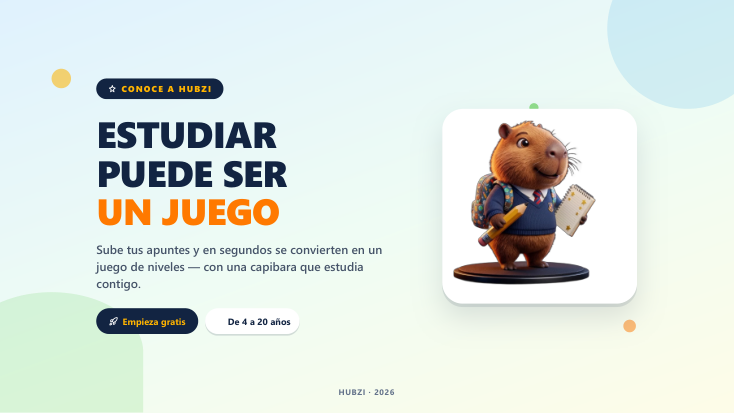 CONOCE A HUBZI
ESTUDIAR
PUEDE SER
UN JUEGO
Sube tus apuntes y en segundos se convierten en un
juego de niveles — con una capibara que estudia
contigo.
Empieza gratis
De 4 a 20 años
HUBZI · 2026